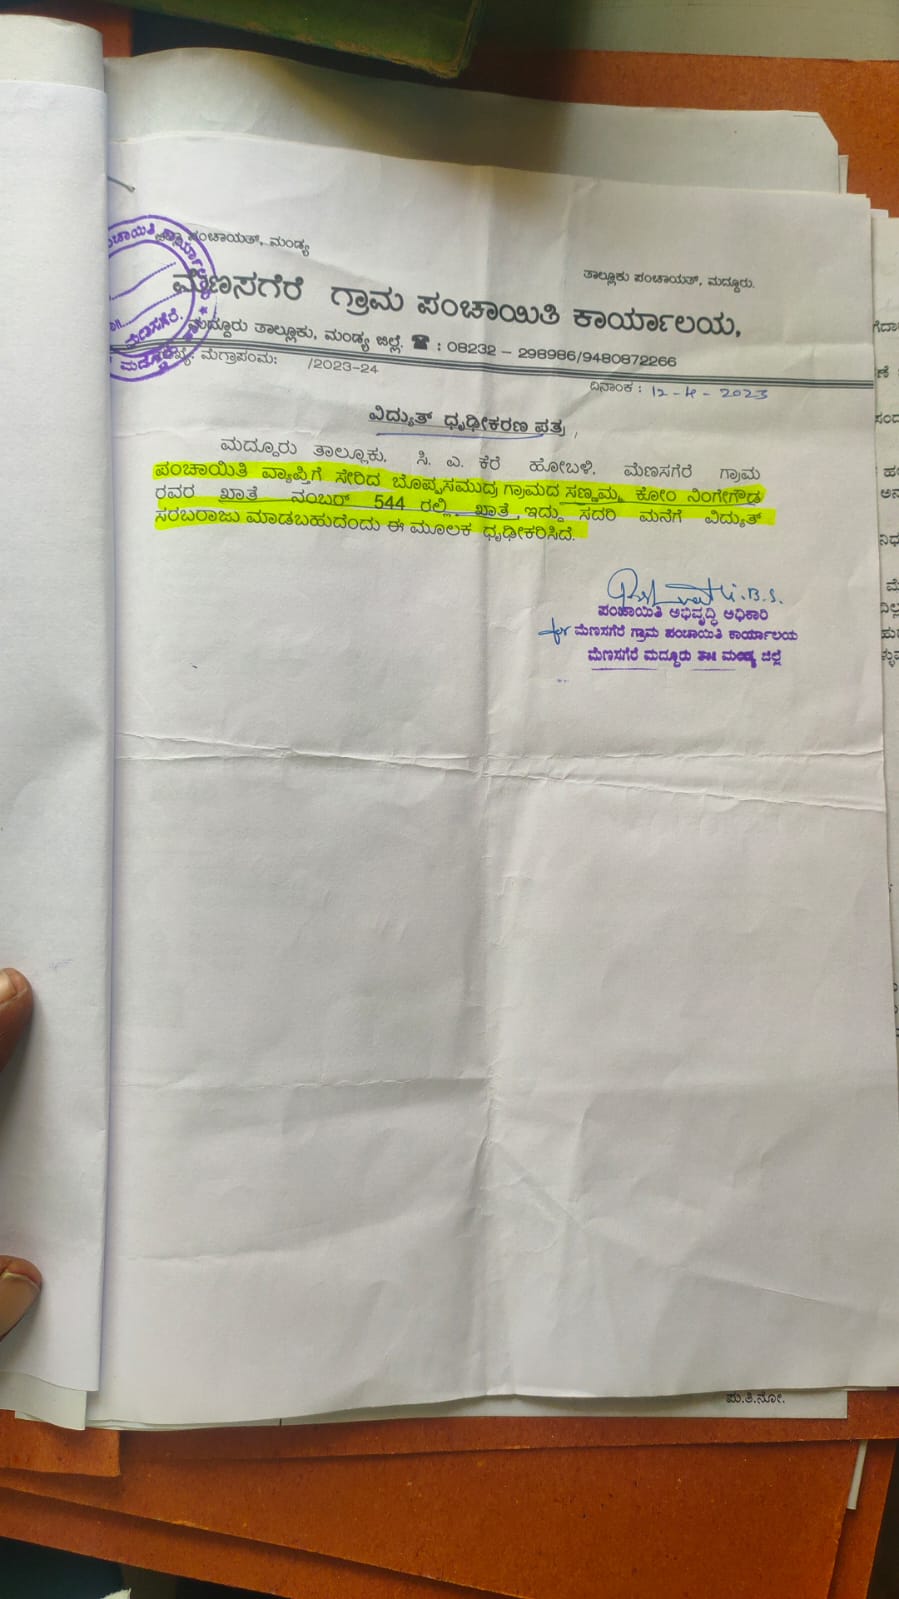 ಜಿಲ್ಲಾ ಪಂಚಾಯತ್, ಮಂಡ್ಯ
ತಾಲ್ಲೂಕು ಪಂಚಾಯತ್, ಮದ್ದೂರು.
ಮೆಣಸಗೆರೆ ಗ್ರಾಮ ಪಂಚಾಯಿತಿ ಕಾರ್ಯಾಲಯ,
ಮದ್ದೂರು ತಾಲ್ಲೂಕು, ಮಂಡ್ಯ ಜಿಲ್ಲೆ. ☎ : 08232 – 298986/9480872266
ಮೆಗ್ರಾಪಂಮ: /2023-24
ದಿನಾಂಕ : 12-4-2023
ವಿದ್ಯುತ್ ಧೃಢೀಕರಣ ಪತ್ರ,
ಮದ್ದೂರು ತಾಲ್ಲೂಕು, ಸಿ. ಎ. ಕೆರೆ ಹೋಬಳಿ, ಮೆಣಸಗೆರೆ ಗ್ರಾಮ
ಪಂಚಾಯಿತಿ ವ್ಯಾಪ್ತಿಗೆ ಸೇರಿದ ಬೊಪ್ಪಸಮುದ್ರ ಗ್ರಾಮದ ಸಣ್ಣಮ್ಮ ಕೋಂ ನಿಂಗೇಗೌಡ
ರವರ ಖಾತೆ ನಂಬರ್ 544 ರಲ್ಲಿ ಖಾತೆ ಇದ್ದು ಸದರಿ ಮನೆಗೆ ವಿದ್ಯುತ್
ಸರಬರಾಜು ಮಾಡಬಹುದೆಂದು ಈ ಮೂಲಕ ಧೃಢೀಕರಿಸಿದೆ.
B.S.
ಪಂಚಾಯಿತಿ ಅಭಿವೃದ್ಧಿ ಅಧಿಕಾರಿ
for ಮೆಣಸಗೆರೆ ಗ್ರಾಮ ಪಂಚಾಯಿತಿ ಕಾರ್ಯಾಲಯ
ಮೆಣಸಗೆರೆ ಮದ್ದೂರು ತಾ॥ ಮಂಡ್ಯ ಜಿಲ್ಲೆ
ಪು.ತಿ.ನೋ.